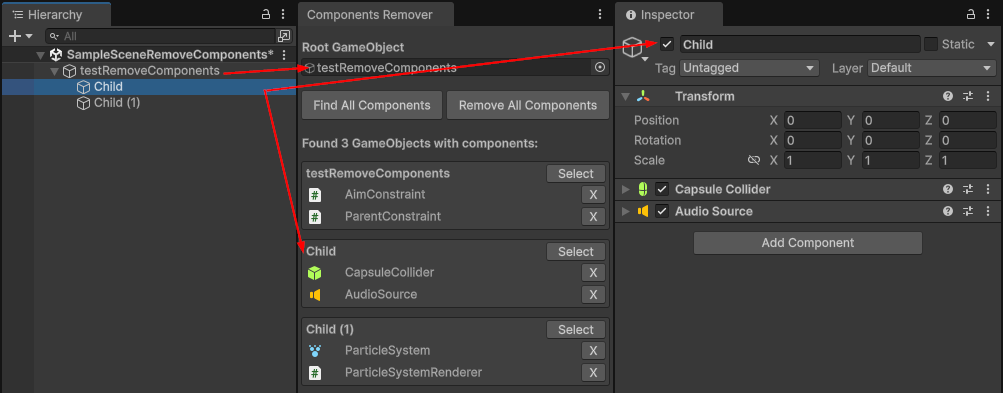 Hierarchy
All
SampleSceneRemoveComponents*
testRemoveComponents
Child
Child (1)
Components Remover
Root GameObject
testRemoveComponents
Find All Components
Remove All Components
Found 3 GameObjects with components:
testRemoveComponents Select
# AimConstraint X
# ParentConstraint X
Child Select
CapsuleCollider X
AudioSource X
Child (1) Select
ParticleSystem X
# ParticleSystemRenderer X
Inspector
Child Static
Tag Untagged Layer Default
Transform
Position X 0 Y 0 Z 0
Rotation X 0 Y 0 Z 0
Scale X 1 Y 1 Z 1
Capsule Collider
Audio Source
Add Component